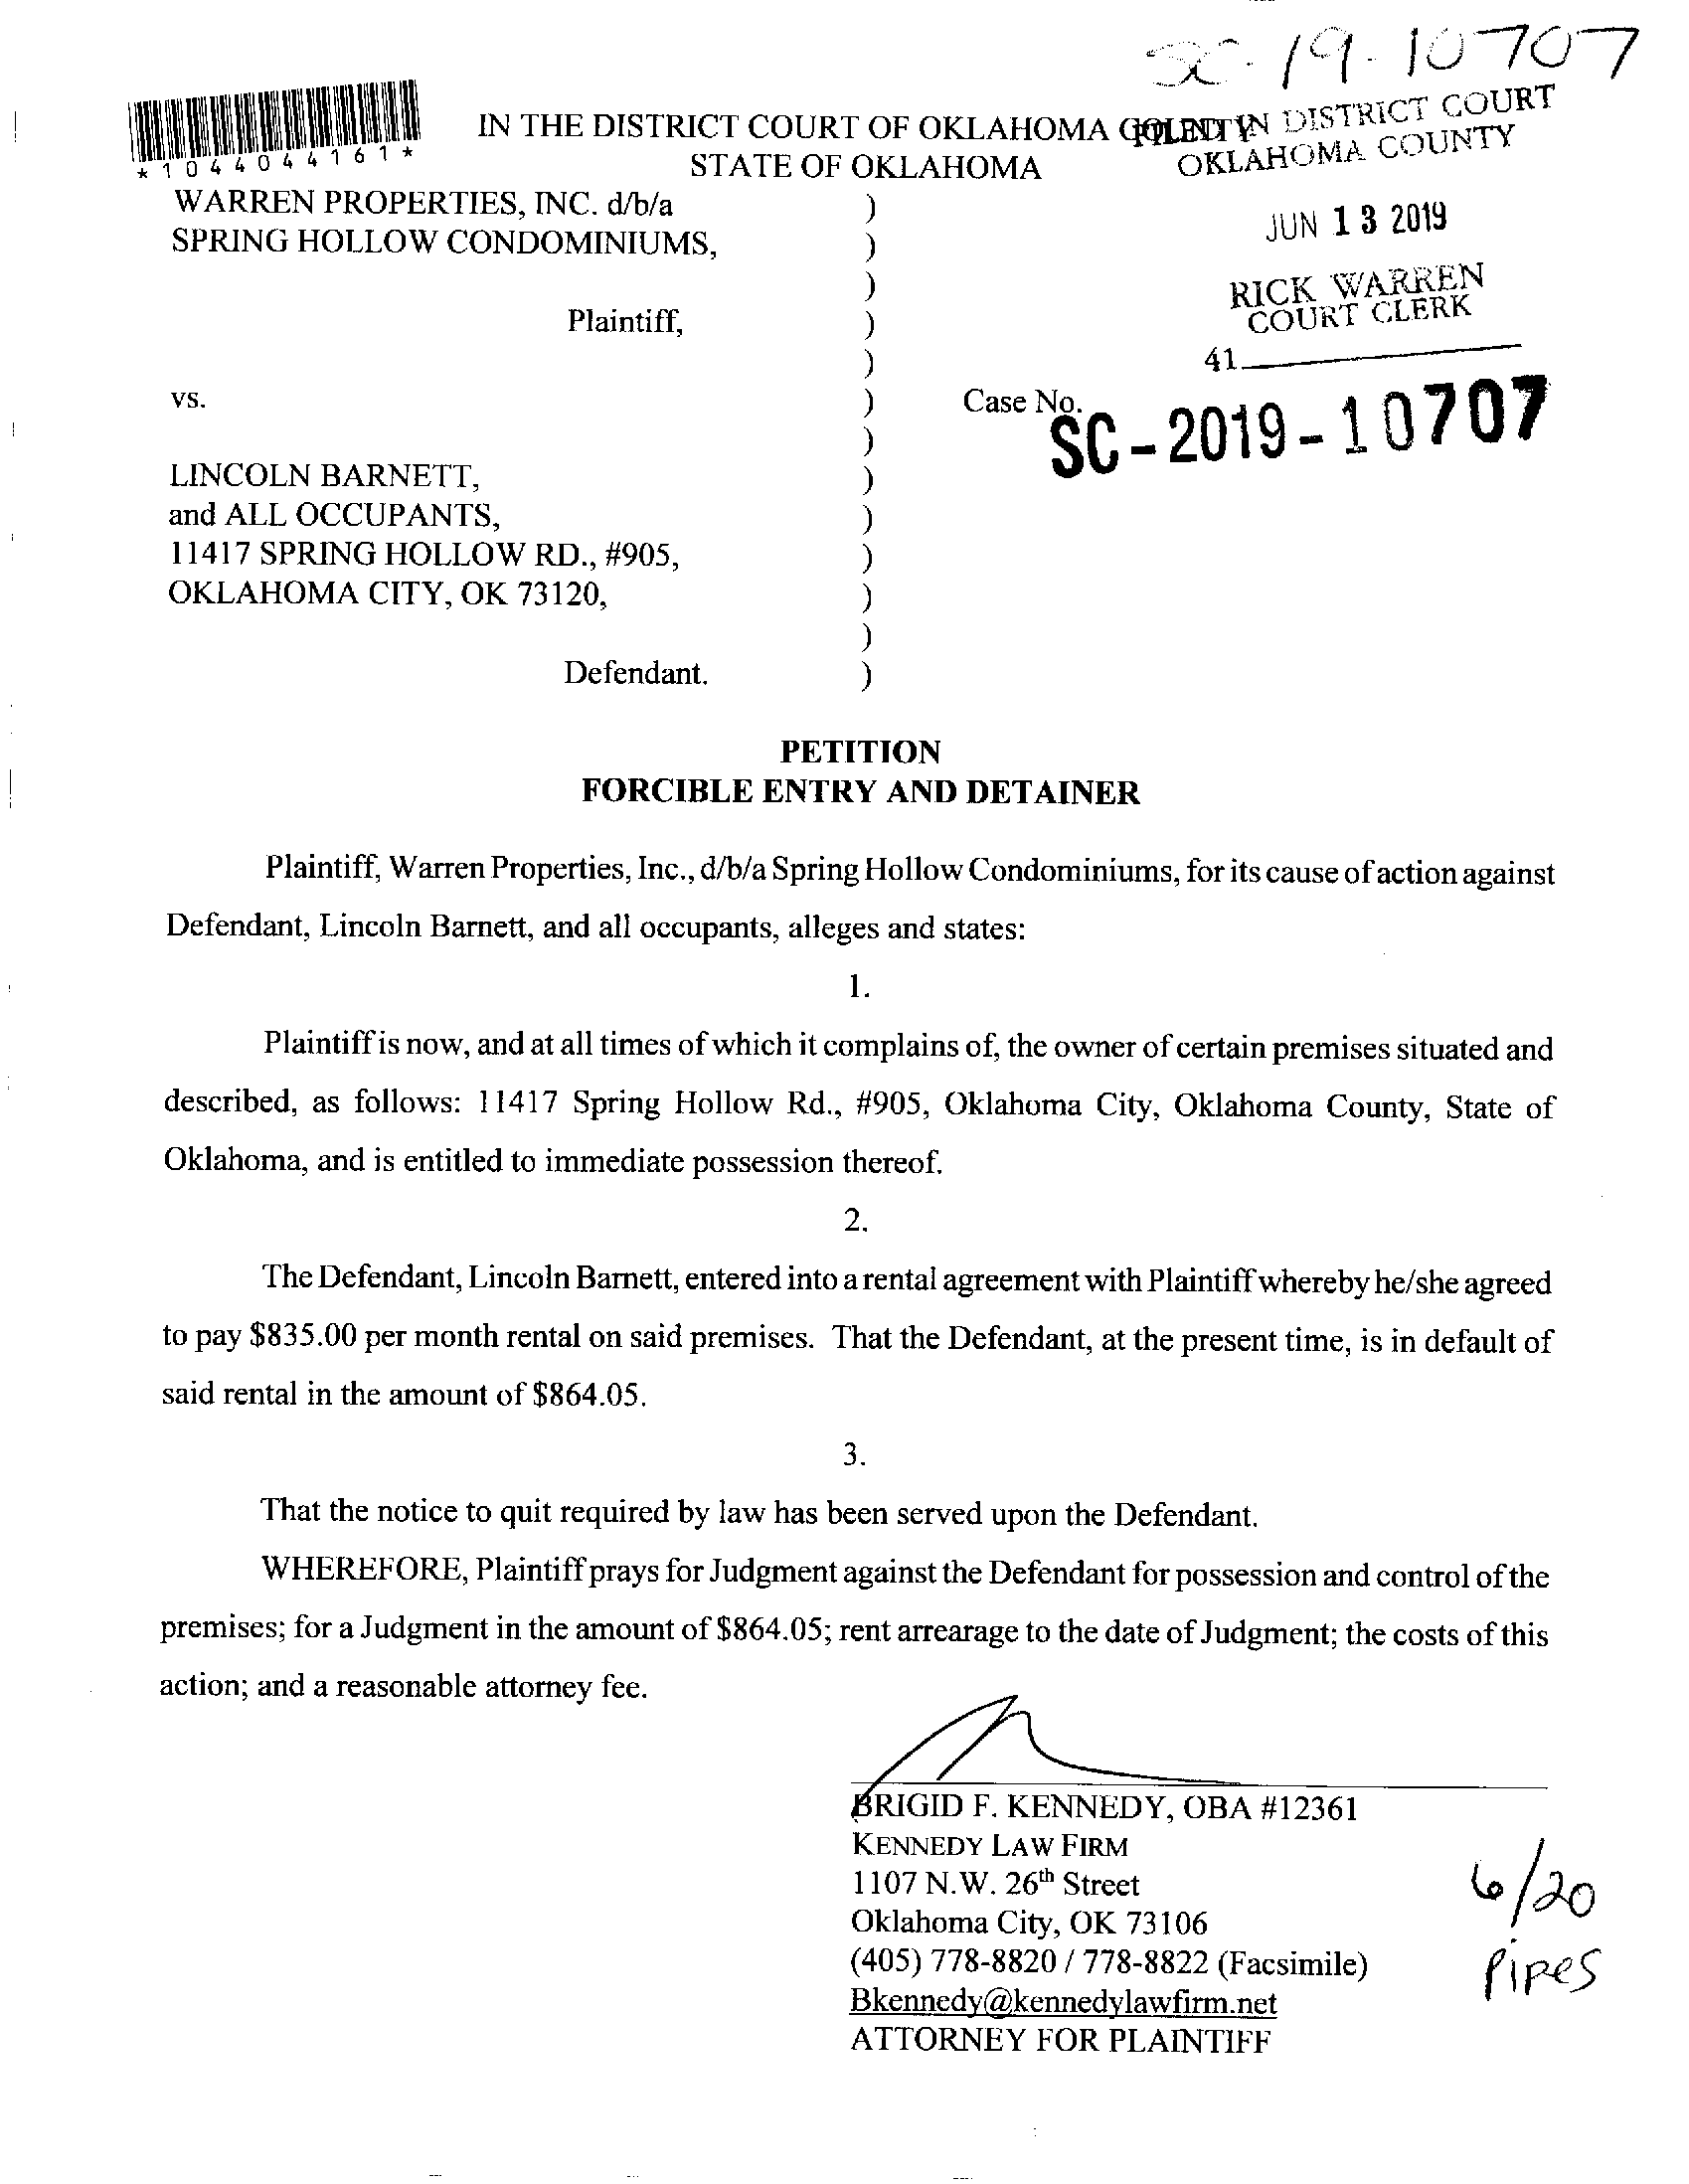 SC-19-10707
*1044044161*
IN THE DISTRICT COURT OF OKLAHOMA COUNTY
STATE OF OKLAHOMA
FILED IN DISTRICT COURT
OKLAHOMA COUNTY
JUN 13 2019
RICK WARREN
COURT CLERK
41
WARREN PROPERTIES, INC. d/b/a )
SPRING HOLLOW CONDOMINIUMS, )
)
Plaintiff, )
)
vs. ) Case No. SC-2019-10707
)
LINCOLN BARNETT, )
and ALL OCCUPANTS, )
11417 SPRING HOLLOW RD., #905, )
OKLAHOMA CITY, OK 73120, )
)
Defendant. )
PETITION
FORCIBLE ENTRY AND DETAINER
Plaintiff, Warren Properties, Inc., d/b/a Spring Hollow Condominiums, for its cause of action against
Defendant, Lincoln Barnett, and all occupants, alleges and states:
1.
Plaintiff is now, and at all times of which it complains of, the owner of certain premises situated and
described, as follows: 11417 Spring Hollow Rd., #905, Oklahoma City, Oklahoma County, State of
Oklahoma, and is entitled to immediate possession thereof.
2.
The Defendant, Lincoln Barnett, entered into a rental agreement with Plaintiff whereby he/she agreed
to pay $835.00 per month rental on said premises. That the Defendant, at the present time, is in default of
said rental in the amount of $864.05.
3.
That the notice to quit required by law has been served upon the Defendant.
WHEREFORE, Plaintiff prays for Judgment against the Defendant for possession and control of the
premises; for a Judgment in the amount of $864.05; rent arrearage to the date of Judgment; the costs of this
action; and a reasonable attorney fee.
BRIGID F. KENNEDY, OBA #12361
KENNEDY LAW FIRM
1107 N.W. 26th Street
Oklahoma City, OK 73106
(405) 778-8820 / 778-8822 (Facsimile)
Bkennedy@kennedylawfirm.net
ATTORNEY FOR PLAINTIFF
6/20
Pipes